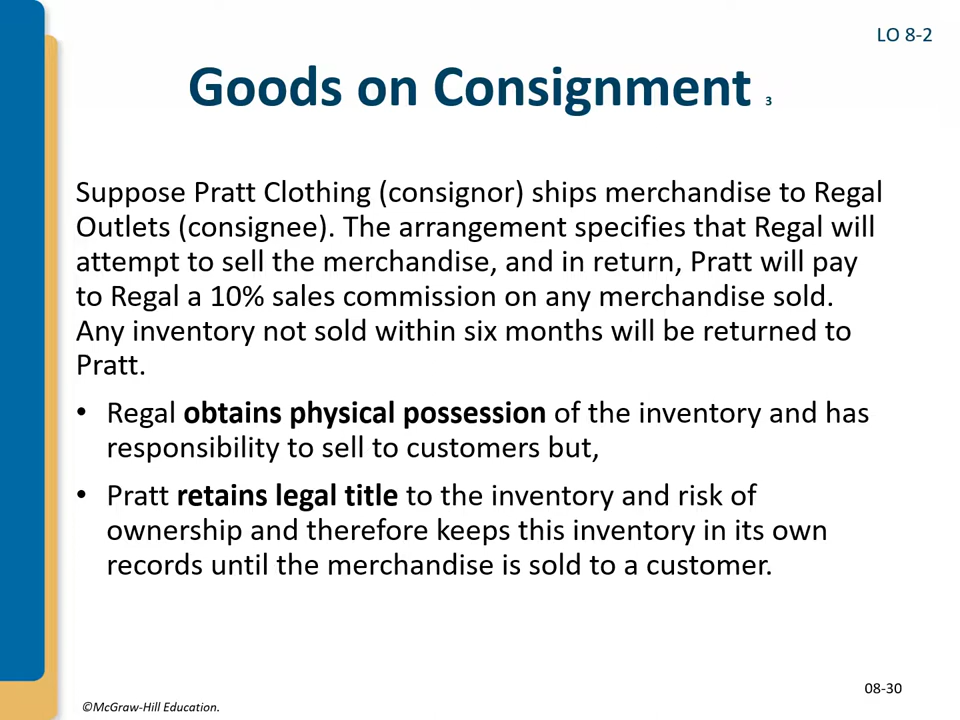 LO 8-2
Goods on Consignment 3
Suppose Pratt Clothing (consignor) ships merchandise to Regal
Outlets (consignee). The arrangement specifies that Regal will
attempt to sell the merchandise, and in return, Pratt will pay
to Regal a 10% sales commission on any merchandise sold.
Any inventory not sold within six months will be returned to
Pratt.
• Regal obtains physical possession of the inventory and has
responsibility to sell to customers but,
• Pratt retains legal title to the inventory and risk of
ownership and therefore keeps this inventory in its own
records until the merchandise is sold to a customer.
08-30
©McGraw-Hill Education.